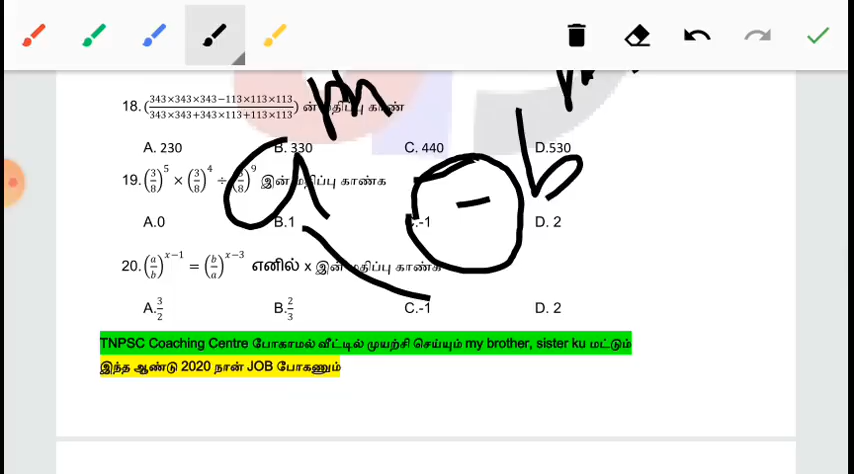 m m
18. (343×343×343−113×113×113 / 343×343+343×113+113×113) ன் மதிப்பு காண்
A. 230 B. 330 C. 440 D.530
19. (3/8)^5 × (3/8)^4 ÷ (3/8)^9 இன் மதிப்பு காண்க
a − b
A.0 B.1 C.-1 D. 2
20. (a/b)^x−1 = (b/a)^x−3 எனில் x இன் மதிப்பு காண்க
A. 3/2 B. 2/3 C.-1 D. 2
TNPSC Coaching Centre போகாமல் வீட்டில் முயற்சி செய்யும் my brother, sister ku மட்டும்
இந்த ஆண்டு 2020 நான் JOB போகணும்